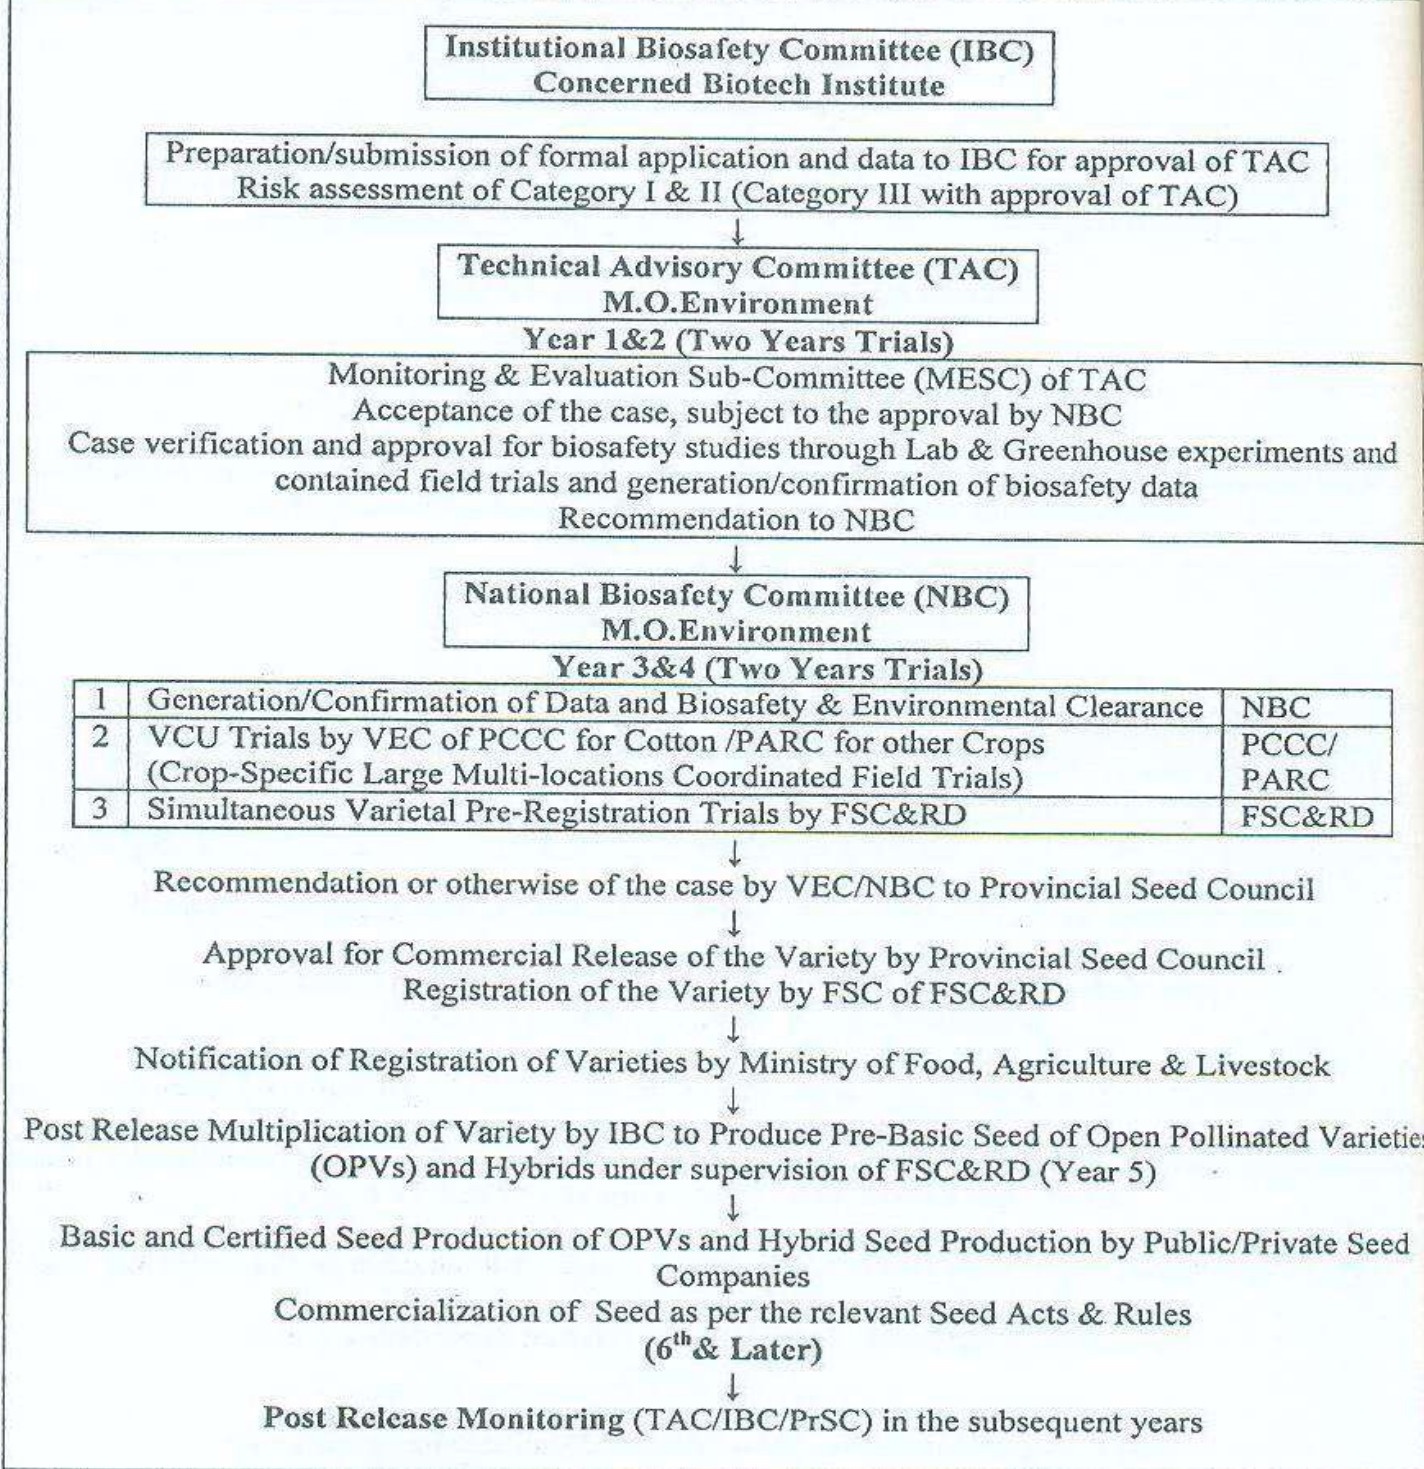 Institutional Biosafety Committee (IBC)
Concerned Biotech Institute
Preparation/submission of formal application and data to IBC for approval of TAC
Risk assessment of Category I & II (Category III with approval of TAC)
↓
Technical Advisory Committee (TAC)
M.O.Environment
Year 1&2 (Two Years Trials)
Monitoring & Evaluation Sub-Committee (MESC) of TAC
Acceptance of the case, subject to the approval by NBC
Case verification and approval for biosafety studies through Lab & Greenhouse experiments and
contained field trials and generation/confirmation of biosafety data
Recommendation to NBC
↓
National Biosafety Committee (NBC)
M.O.Environment
Year 3&4 (Two Years Trials)
1 Generation/Confirmation of Data and Biosafety & Environmental Clearance NBC
2 VCU Trials by VEC of PCCC for Cotton /PARC for other Crops PCCC/
(Crop-Specific Large Multi-locations Coordinated Field Trials) PARC
3 Simultaneous Varietal Pre-Registration Trials by FSC&RD FSC&RD
↓
Recommendation or otherwise of the case by VEC/NBC to Provincial Seed Council
↓
Approval for Commercial Release of the Variety by Provincial Seed Council .
Registration of the Variety by FSC of FSC&RD
↓
Notification of Registration of Varieties by Ministry of Food, Agriculture & Livestock
↓
Post Release Multiplication of Variety by IBC to Produce Pre-Basic Seed of Open Pollinated Varieties
(OPVs) and Hybrids under supervision of FSC&RD (Year 5)
↓
Basic and Certified Seed Production of OPVs and Hybrid Seed Production by Public/Private Seed
Companies
Commercialization of Seed as per the relevant Seed Acts & Rules
(6th & Later)
↓
Post Release Monitoring (TAC/IBC/PrSC) in the subsequent years